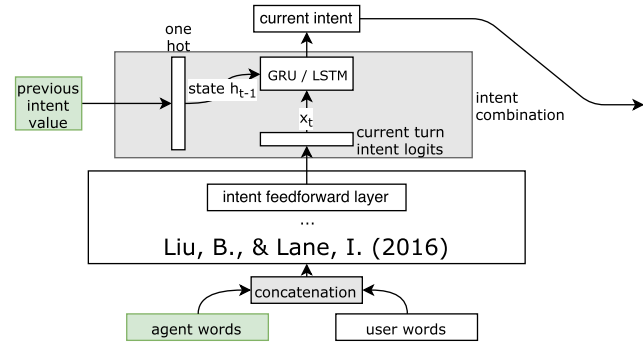 current intent
one
hot
GRU / LSTM
previous
intent
value
state h_{t-1}
intent
combination
x_t
current turn
intent logits
intent feedforward layer
...
Liu, B., & Lane, I. (2016)
concatenation
agent words
user words